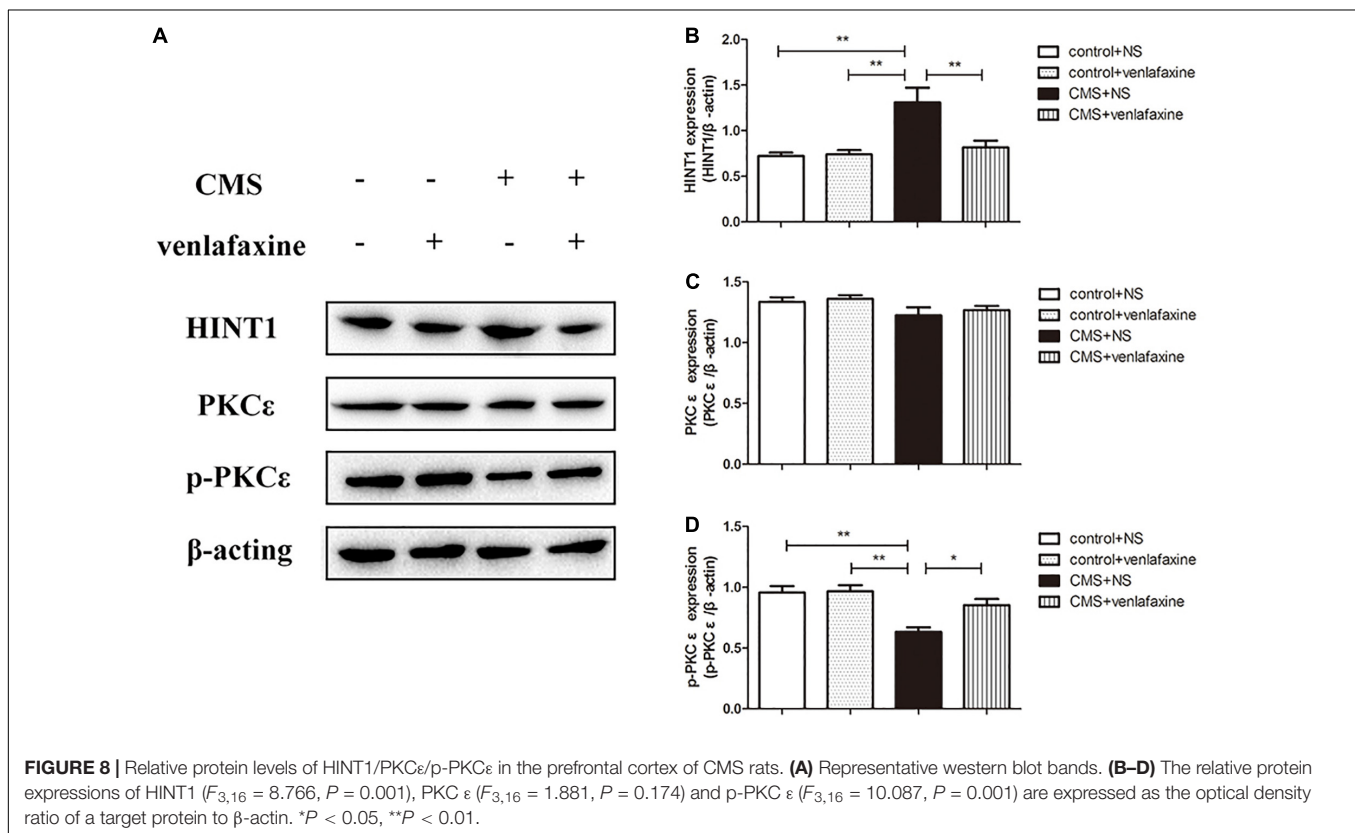 A
CMS - - + +
venlafaxine - + - +
HINT1
PKCε
p-PKCε
β-acting
B
HINT1 expression
(HINT1/β -actin)
2.0
1.5
1.0
0.5
0.0
** 
** **
control+NS
control+venlafaxine
CMS+NS
CMS+venlafaxine
C
PKC ε expression
(PKC ε /β -actin)
1.5
1.0
0.5
0.0
control+NS
control+venlafaxine
CMS+NS
CMS+venlafaxine
D
p-PKC ε expression
(p-PKC ε /β -actin)
1.5
1.0
0.5
0.0
**
** *
control+NS
control+venlafaxine
CMS+NS
CMS+venlafaxine
FIGURE 8 | Relative protein levels of HINT1/PKCε/p-PKCε in the prefrontal cortex of CMS rats. (A) Representative western blot bands. (B–D) The relative protein
expressions of HINT1 (F3,16 = 8.766, P = 0.001), PKC ε (F3,16 = 1.881, P = 0.174) and p-PKC ε (F3,16 = 10.087, P = 0.001) are expressed as the optical density
ratio of a target protein to β-actin. *P < 0.05, **P < 0.01.